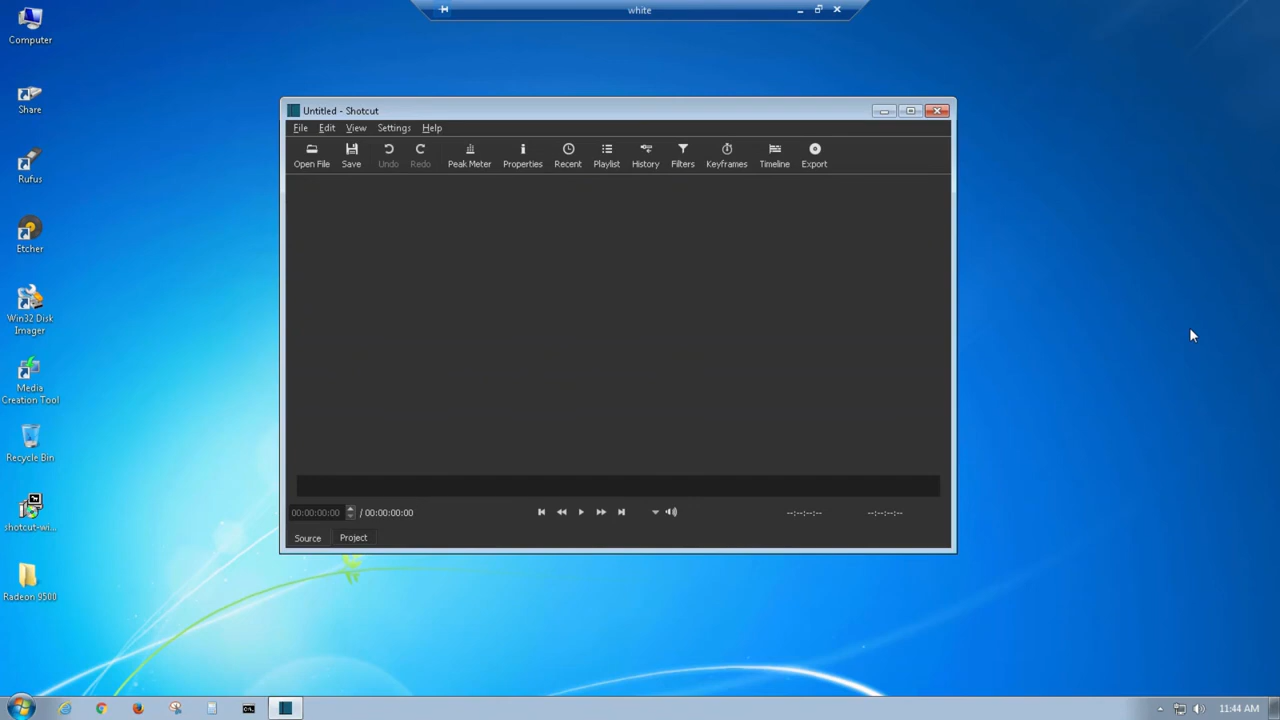 white
Computer
Share
Rufus
Etcher
Win32 Disk
Imager
Media
Creation Tool
Recycle Bin
shotcut-wi...
Radeon 9500
Untitled - Shotcut
File Edit View Settings Help
Open File Save Undo Redo Peak Meter Properties Recent Playlist History Filters Keyframes Timeline Export
00:00:00:00 / 00:00:00:00 --:--:--:-- --:--:--:--
Source Project
11:44 AM